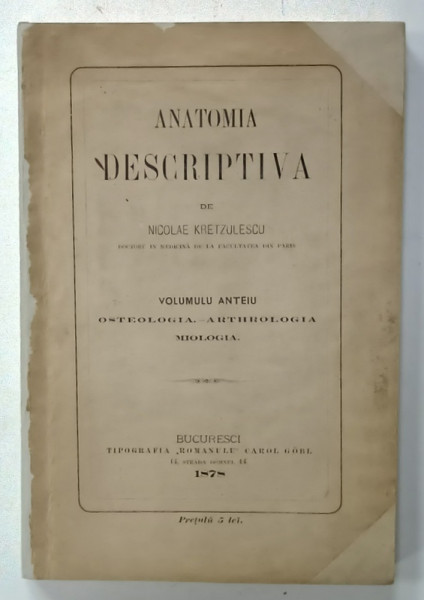 ANATOMIA
DESCRIPTIVA
DE
NICOLAE KRETZULESCU
DOCTORE IN MEDICINĂ DE LA FACULTATEA DIN PARIS
VOLUMULU ANTEIU
OSTEOLOGIA.—ARTHROLOGIA
MIOLOGIA.
BUCURESCI
TIPOGRAFIA „ROMANULU" CAROL GÖBL
14 STRADA DOMNEI 14
1878
Prețulŭ 5 lei.